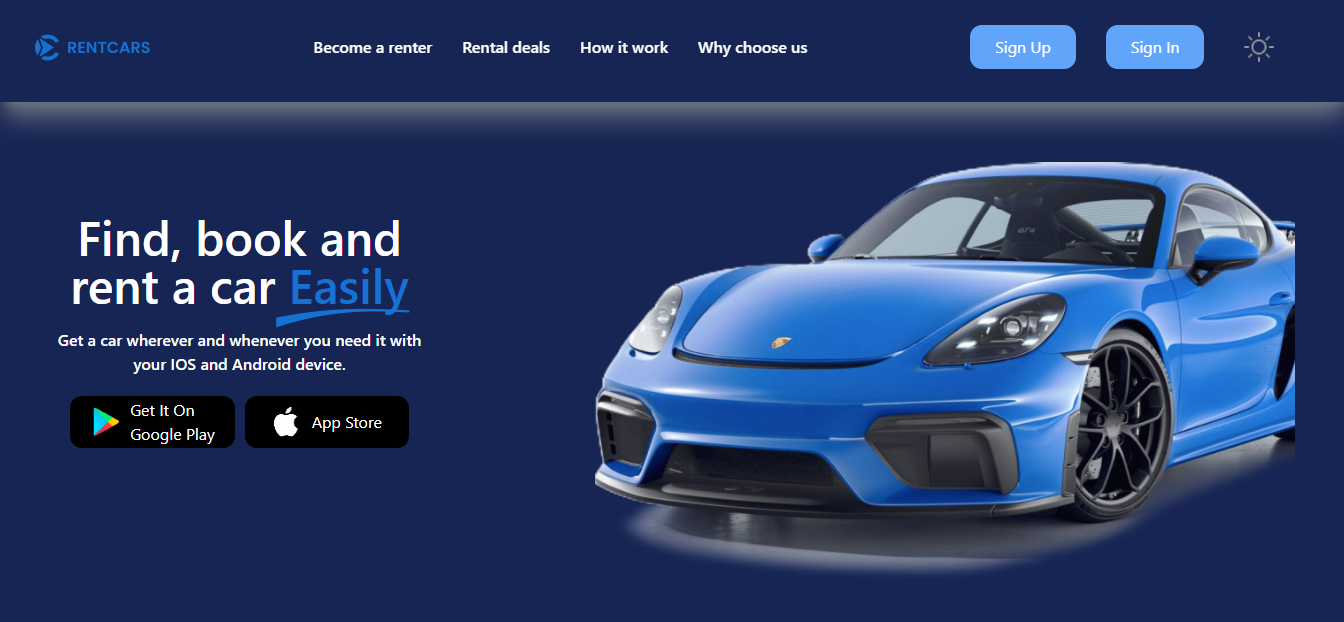 RENTCARS
Become a renter
Rental deals
How it work
Why choose us
Sign Up
Sign In
Find, book and
rent a car Easily
Get a car wherever and whenever you need it with
your IOS and Android device.
Get It On
Google Play
App Store
GT4